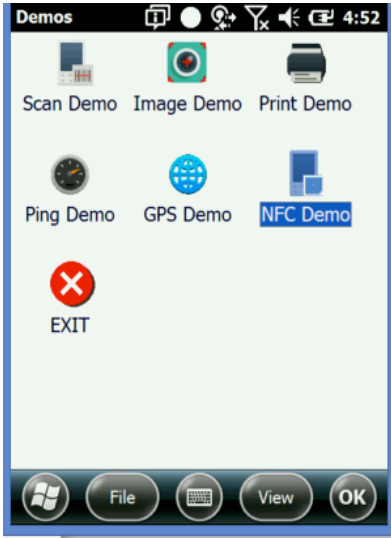 Demos 4:52
Scan Demo Image Demo Print Demo
Ping Demo GPS Demo NFC Demo
EXIT
File View OK